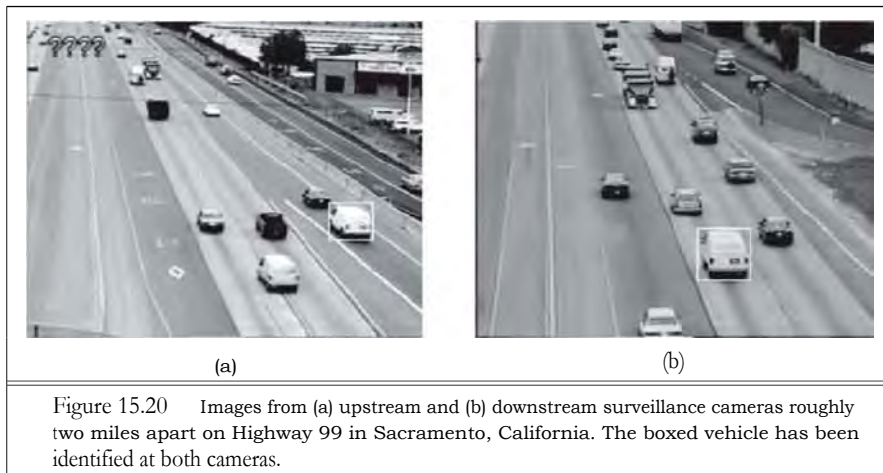 ????
(a)
(b)
Figure 15.20 Images from (a) upstream and (b) downstream surveillance cameras roughly
two miles apart on Highway 99 in Sacramento, California. The boxed vehicle has been
identified at both cameras.